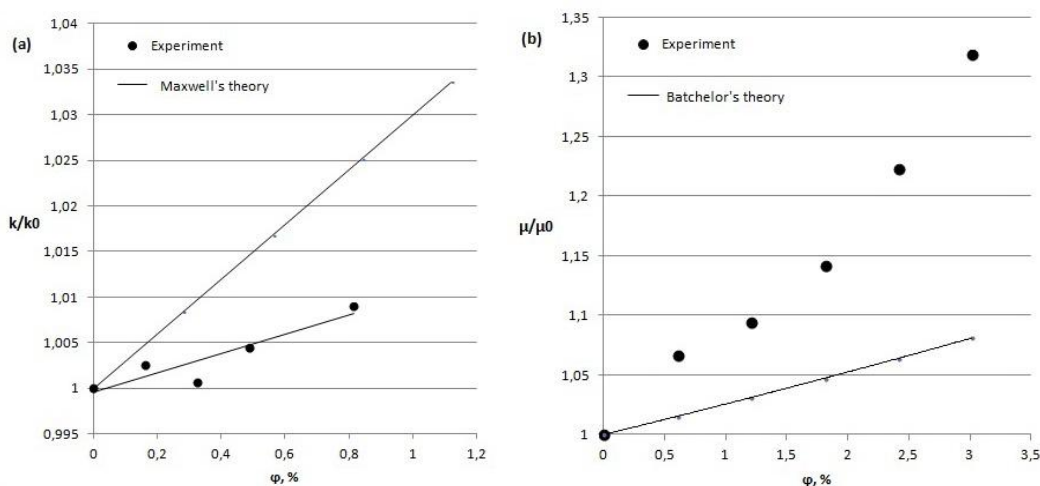 (a)
Experiment
Maxwell's theory
k/k0
1,04
1,035
1,03
1,025
1,02
1,015
1,01
1,005
1
0,995
0 0,2 0,4 0,6 0,8 1 1,2
φ, %
(b)
Experiment
Batchelor's theory
μ/μ0
1,35
1,3
1,25
1,2
1,15
1,1
1,05
1
0 0,5 1 1,5 2 2,5 3 3,5
φ, %